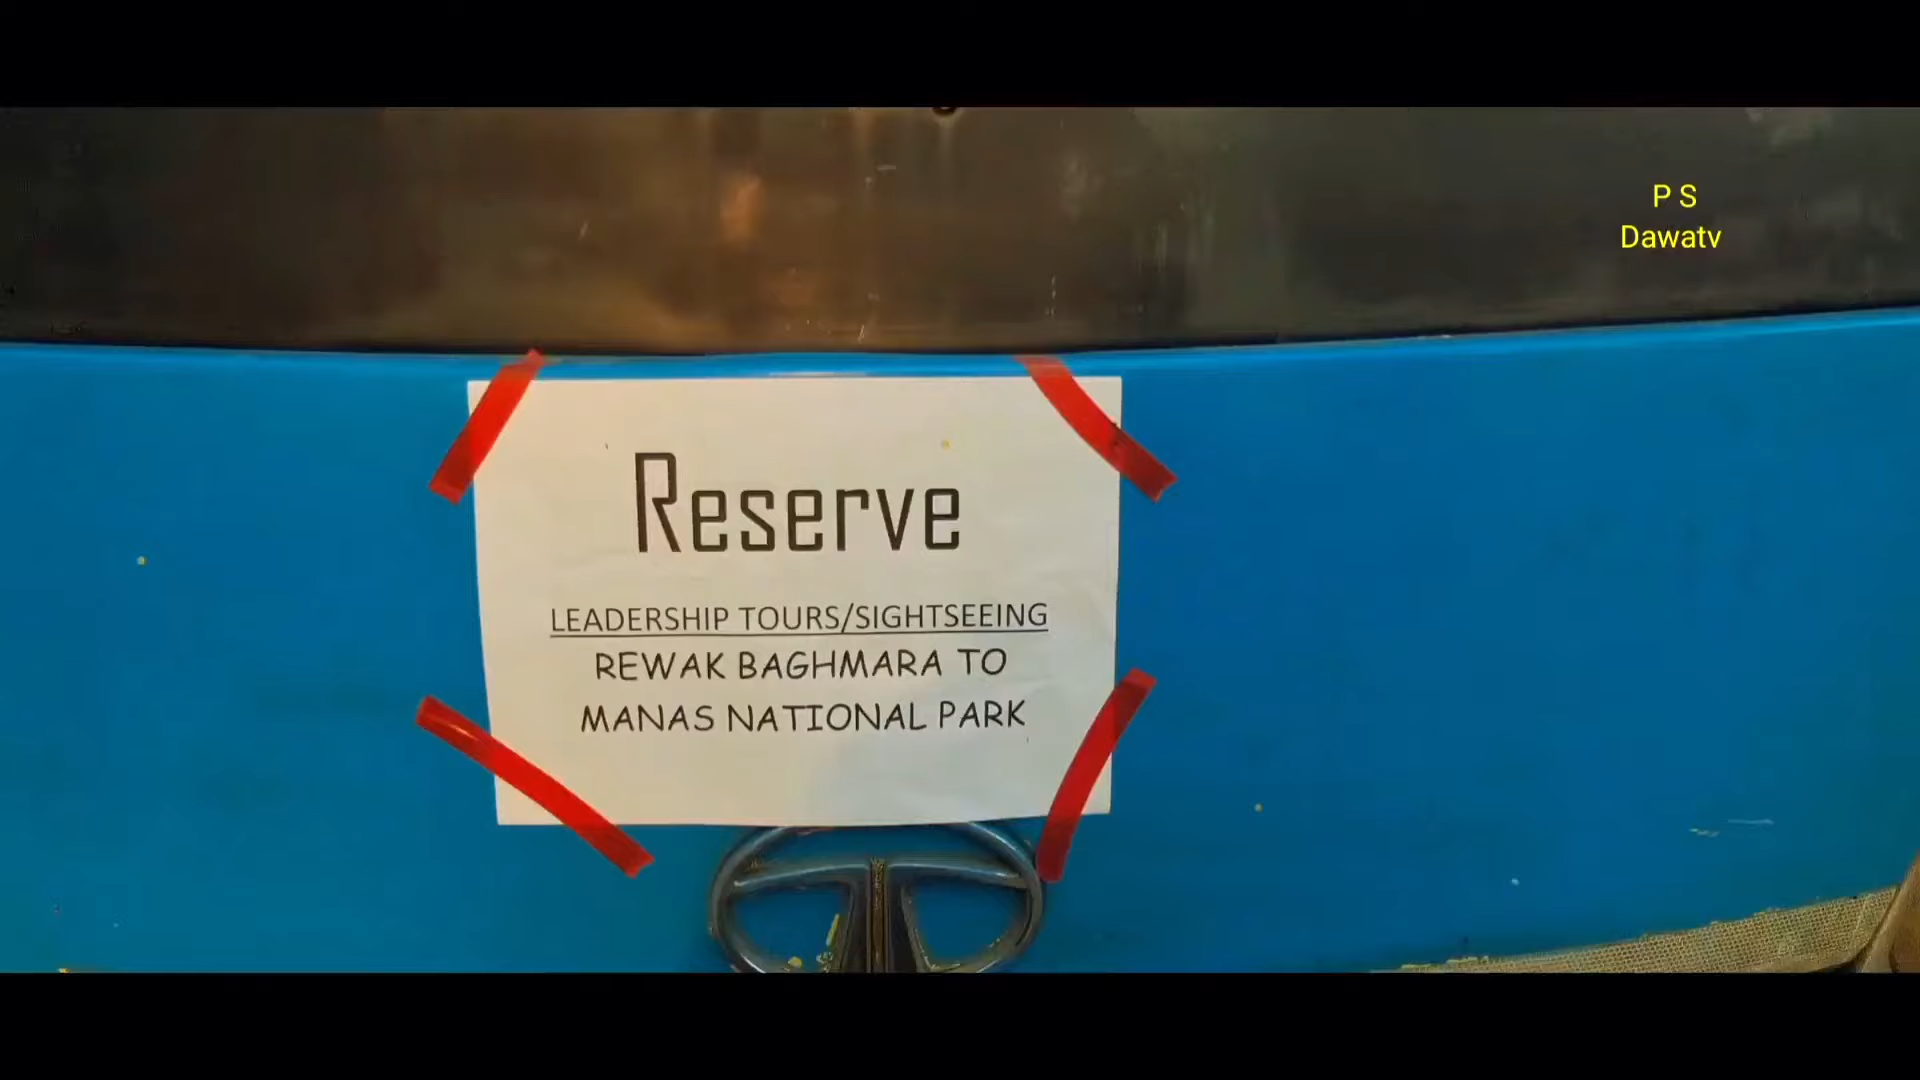 P S
Dawatv
Reserve
LEADERSHIP TOURS/SIGHTSEEING
REWAK BAGHMARA TO
MANAS NATIONAL PARK